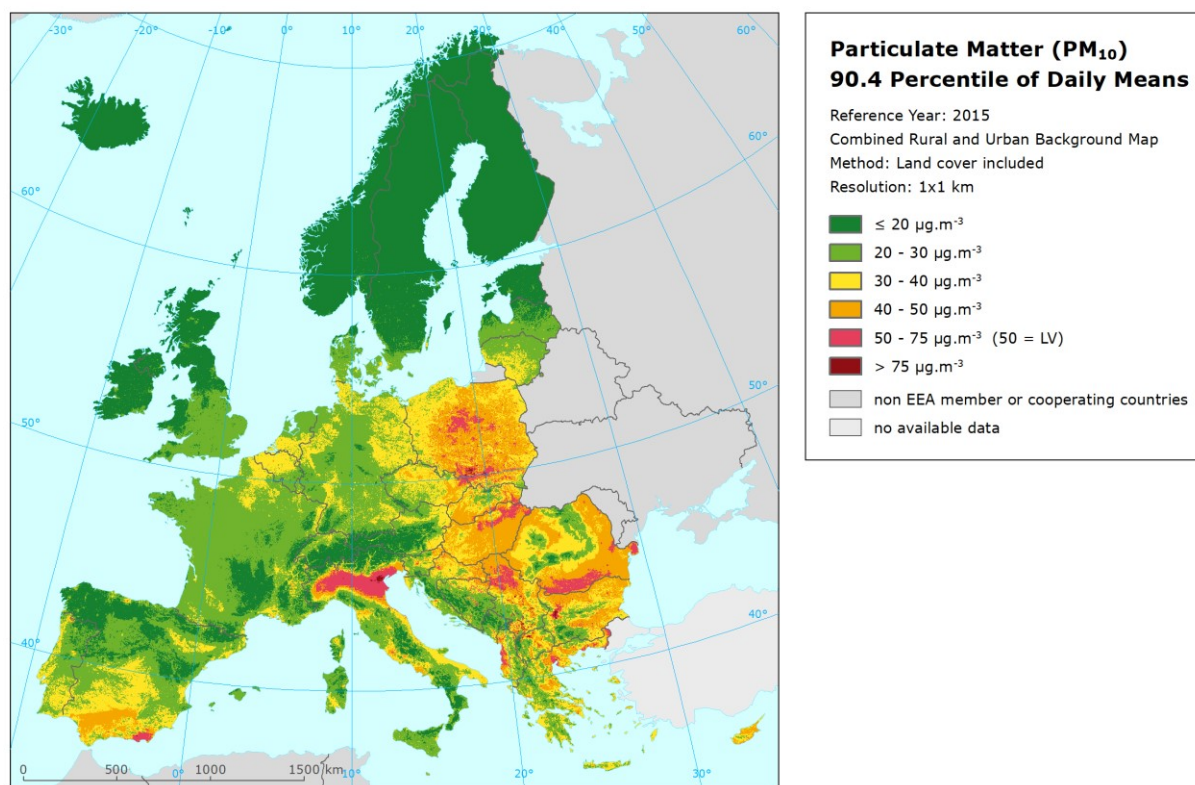 -30° -20° -10° 0° 10° 20° 30° 40° 50° 60°
60°
60°
50°
50°
40°
40°
0 500 1000 1500 km
0° 10° 20° 30°
Particulate Matter (PM₁₀)
90.4 Percentile of Daily Means
Reference Year: 2015
Combined Rural and Urban Background Map
Method: Land cover included
Resolution: 1x1 km
≤ 20 µg.m⁻³
20 - 30 µg.m⁻³
30 - 40 µg.m⁻³
40 - 50 µg.m⁻³
50 - 75 µg.m⁻³ (50 = LV)
> 75 µg.m⁻³
non EEA member or cooperating countries
no available data